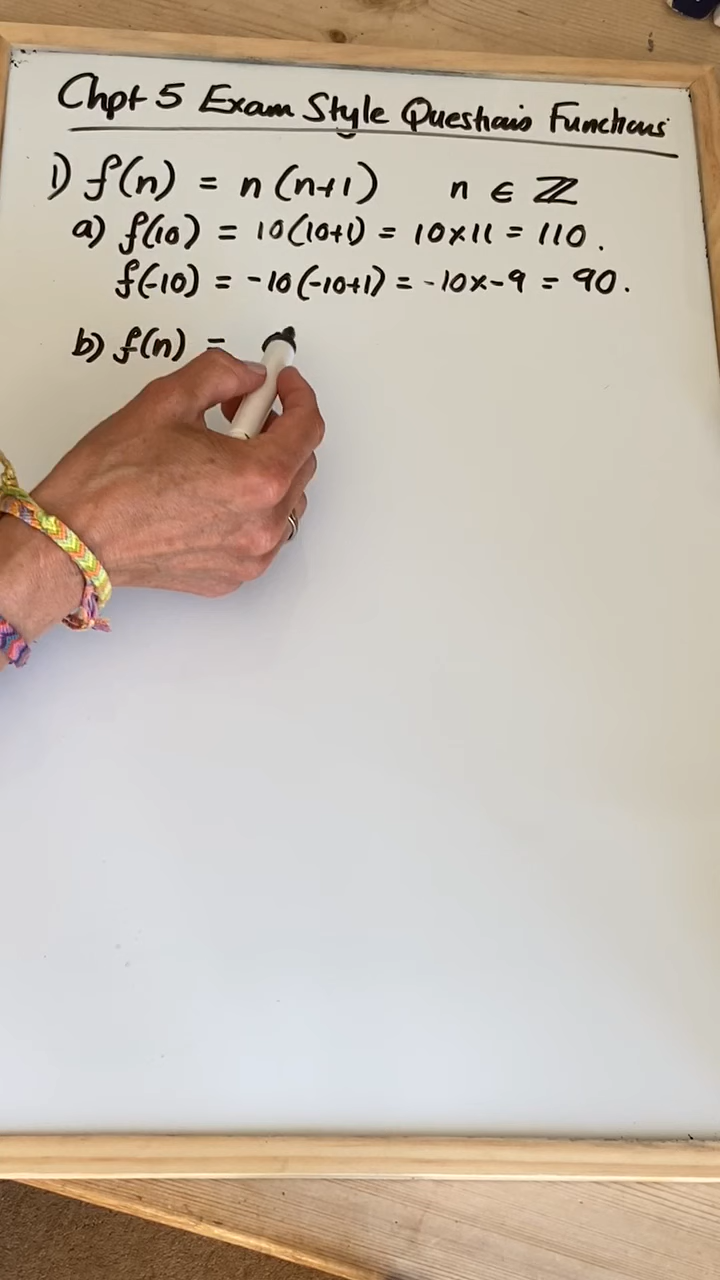 Chpt 5 Exam Style Questions Functions
1) f(n) = n(n+1) n ∈ ℤ
a) f(10) = 10(10+1) = 10×11 = 110.
f(-10) = -10(-10+1) = -10×-9 = 90.
b) f(n) =